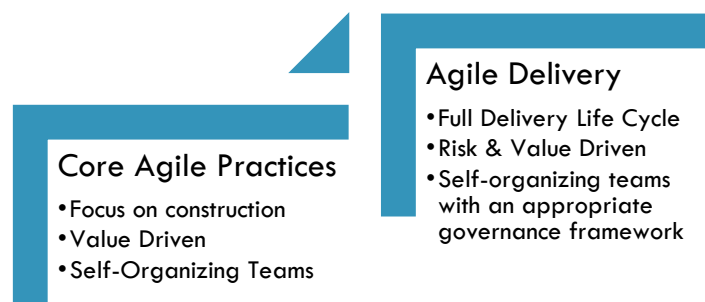 Core Agile Practices
•Focus on construction
•Value Driven
•Self-Organizing Teams
Agile Delivery
•Full Delivery Life Cycle
•Risk & Value Driven
•Self-organizing teams
with an appropriate
governance framework